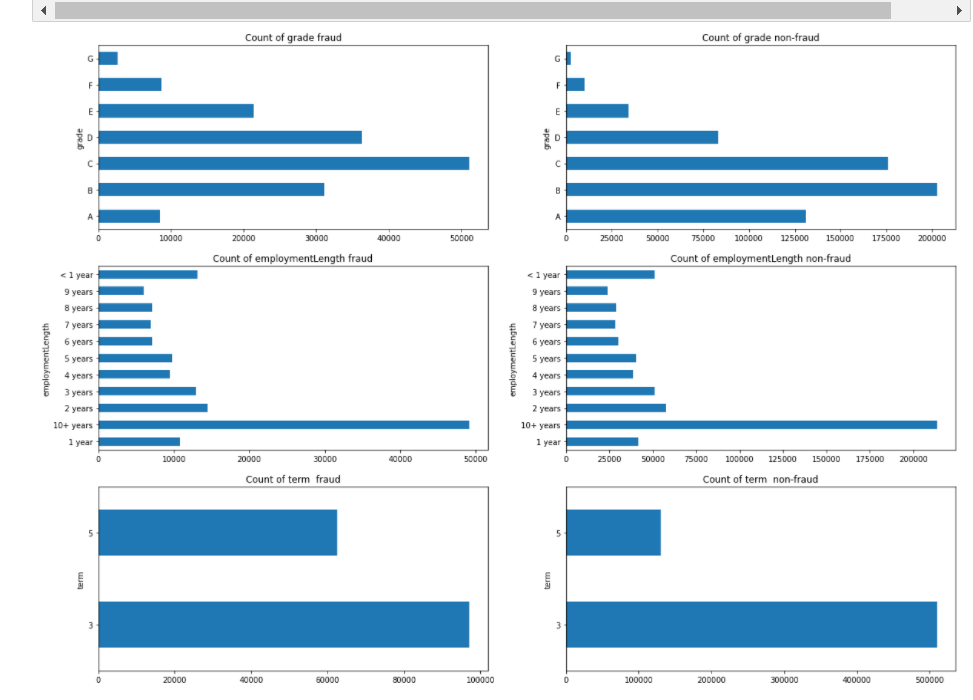 Count of grade fraud
grade
G
F
E
D
C
B
A
0 10000 20000 30000 40000 50000
Count of grade non-fraud
grade
G
F
E
D
C
B
A
0 25000 50000 75000 100000 125000 150000 175000 200000
Count of employmentLength fraud
employmentLength
< 1 year
9 years
8 years
7 years
6 years
5 years
4 years
3 years
2 years
10+ years
1 year
0 10000 20000 30000 40000 50000
Count of employmentLength non-fraud
employmentLength
< 1 year
9 years
8 years
7 years
6 years
5 years
4 years
3 years
2 years
10+ years
1 year
0 25000 50000 75000 100000 125000 150000 175000 200000
Count of term fraud
term
5
3
0 20000 40000 60000 80000 100000
Count of term non-fraud
term
5
3
0 100000 200000 300000 400000 500000